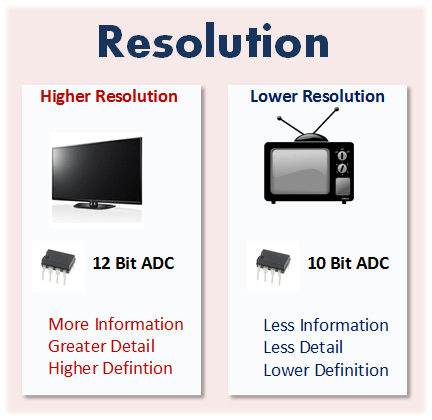 Resolution
Higher Resolution
12 Bit ADC
More Information
Greater Detail
Higher Defintion
Lower Resolution
10 Bit ADC
Less Information
Less Detail
Lower Definition